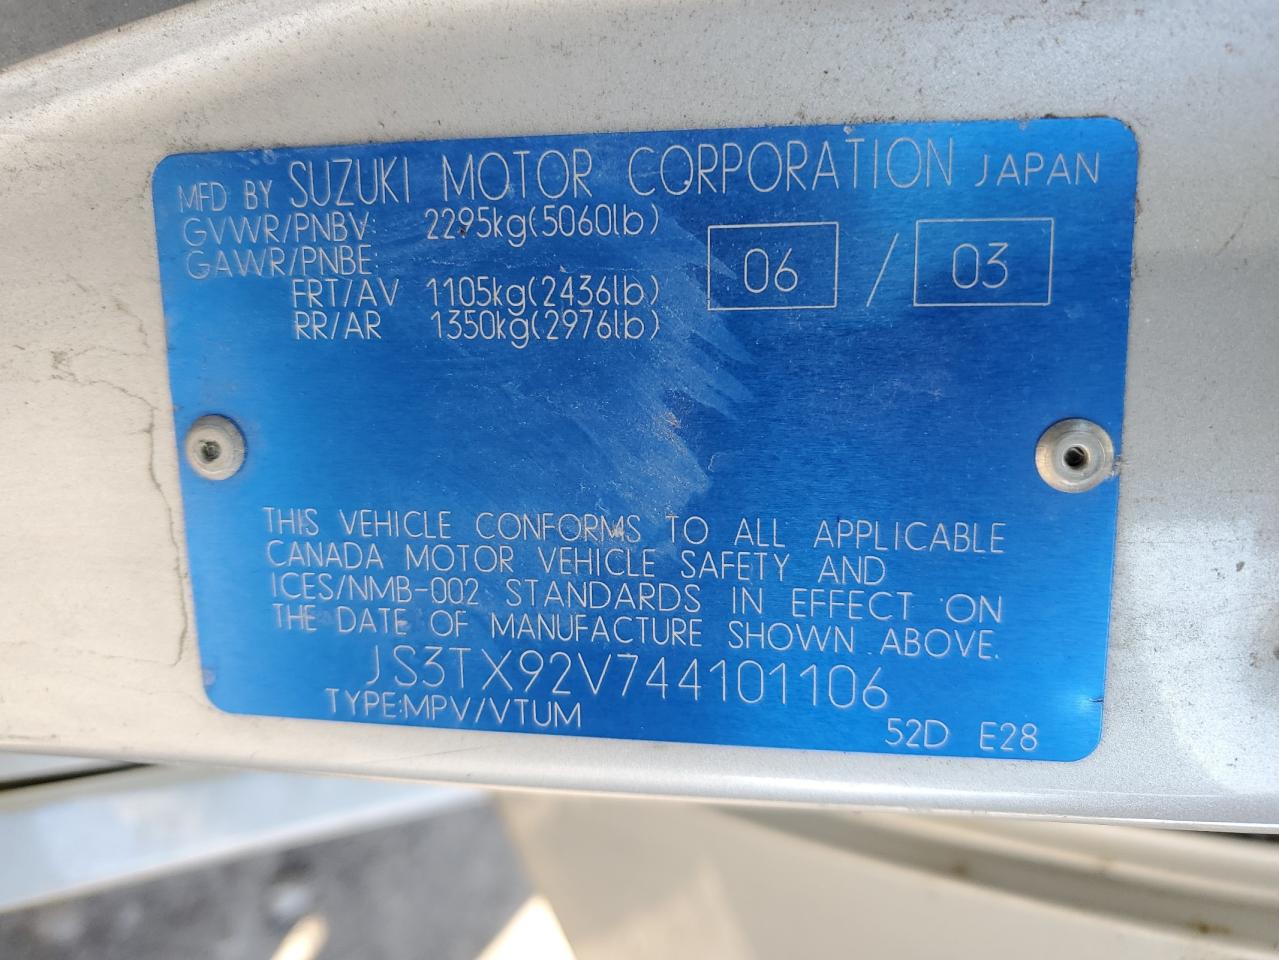 MFD BY SUZUKI MOTOR CORPORATION JAPAN
GVWR/PNBV: 2295kg(5060lb)
GAWR/PNBE
06 / 03
FRT/AV 1105kg(2436lb)
RR/AR 1350kg(2976lb)
THIS VEHICLE CONFORMS TO ALL APPLICABLE
CANADA MOTOR VEHICLE SAFETY AND
ICES/NMB-002 STANDARDS IN EFFECT ON
THE DATE OF MANUFACTURE SHOWN ABOVE.
JS3TX92V744101106
TYPE:MPV/VTUM
52D E28